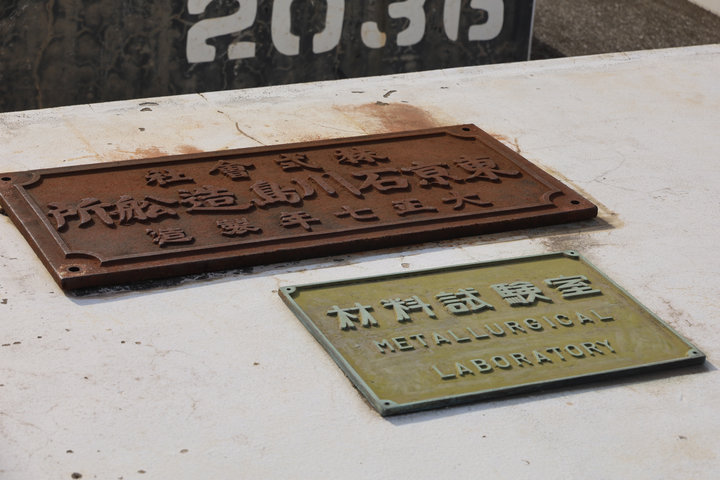 2036
株式會社
東京石川島造船所
大正七年製造
材料試験室
METALLURGICAL
LABORATORY